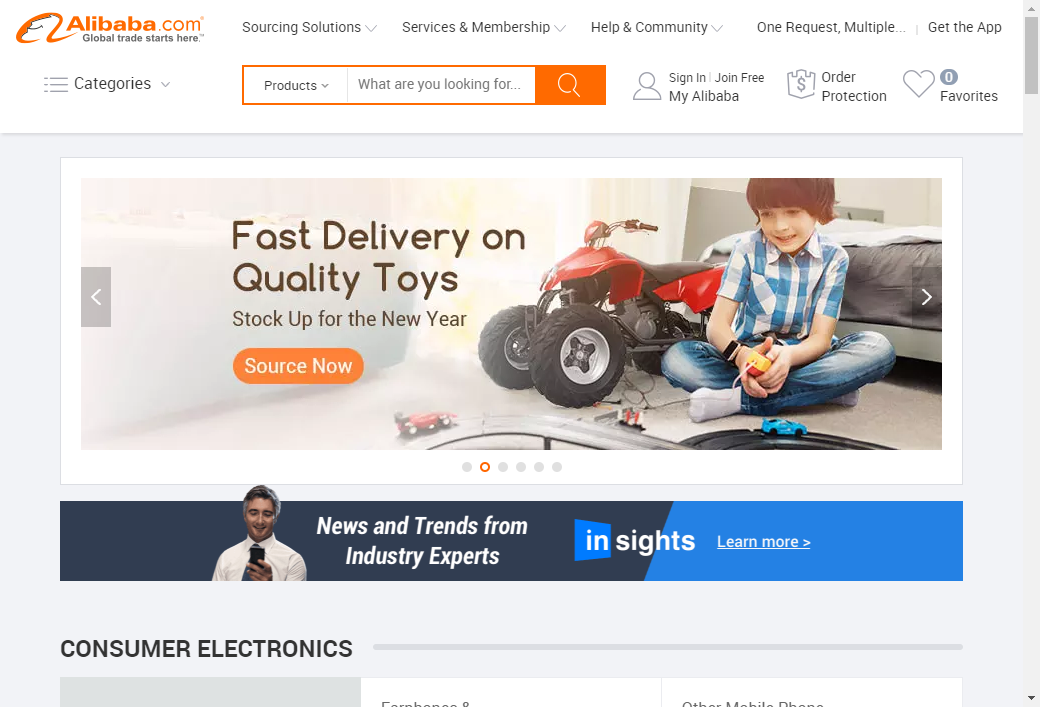 Alibaba.com
Global trade starts here.™
Sourcing Solutions
Services & Membership
Help & Community
One Request, Multiple...
Get the App
Categories
Products
What are you looking for...
Sign In
Join Free
My Alibaba
Order
Protection
0
Favorites
Fast Delivery on
Quality Toys
Stock Up for the New Year
Source Now
News and Trends from
Industry Experts
in sights
Learn more >
CONSUMER ELECTRONICS
Earphones &
Other Mobile Phone